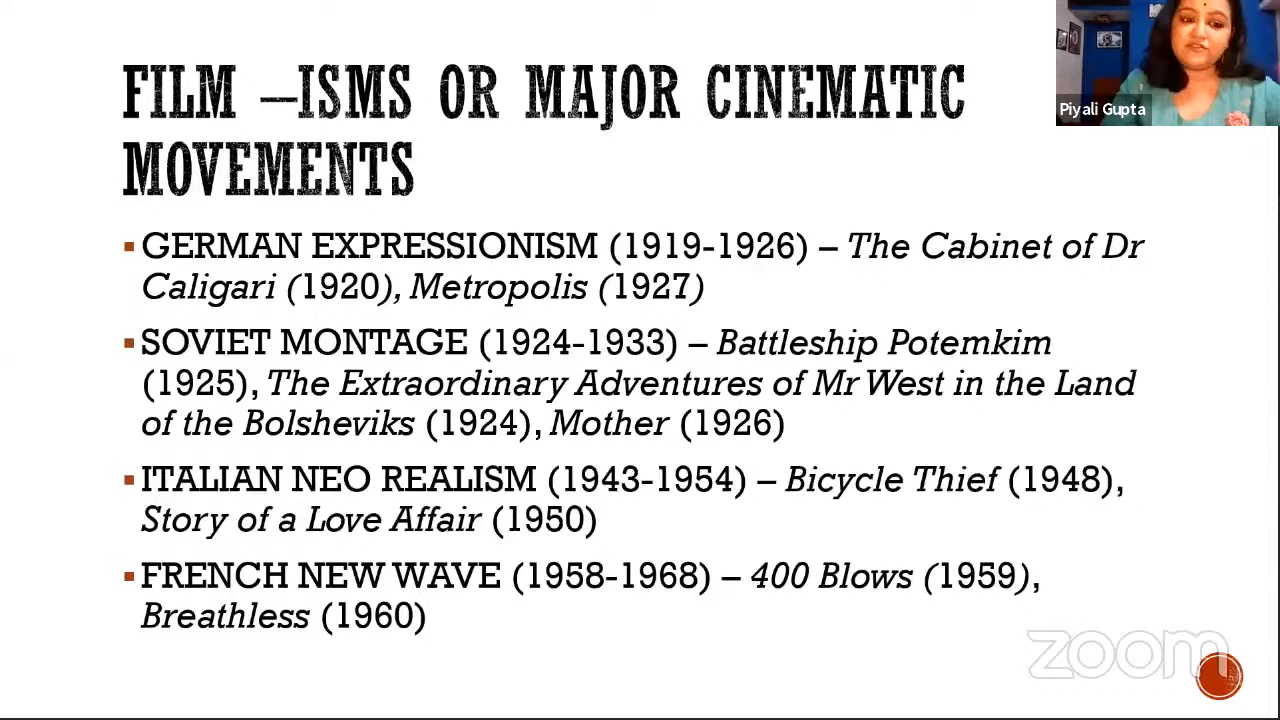 FILM –ISMS OR MAJOR CINEMATIC
MOVEMENTS
Piyali Gupta
▪ GERMAN EXPRESSIONISM (1919-1926) – The Cabinet of Dr
Caligari (1920), Metropolis (1927)
▪ SOVIET MONTAGE (1924-1933) – Battleship Potemkim
(1925), The Extraordinary Adventures of Mr West in the Land
of the Bolsheviks (1924), Mother (1926)
▪ ITALIAN NEO REALISM (1943-1954) – Bicycle Thief (1948),
Story of a Love Affair (1950)
▪ FRENCH NEW WAVE (1958-1968) – 400 Blows (1959),
Breathless (1960)
zoom